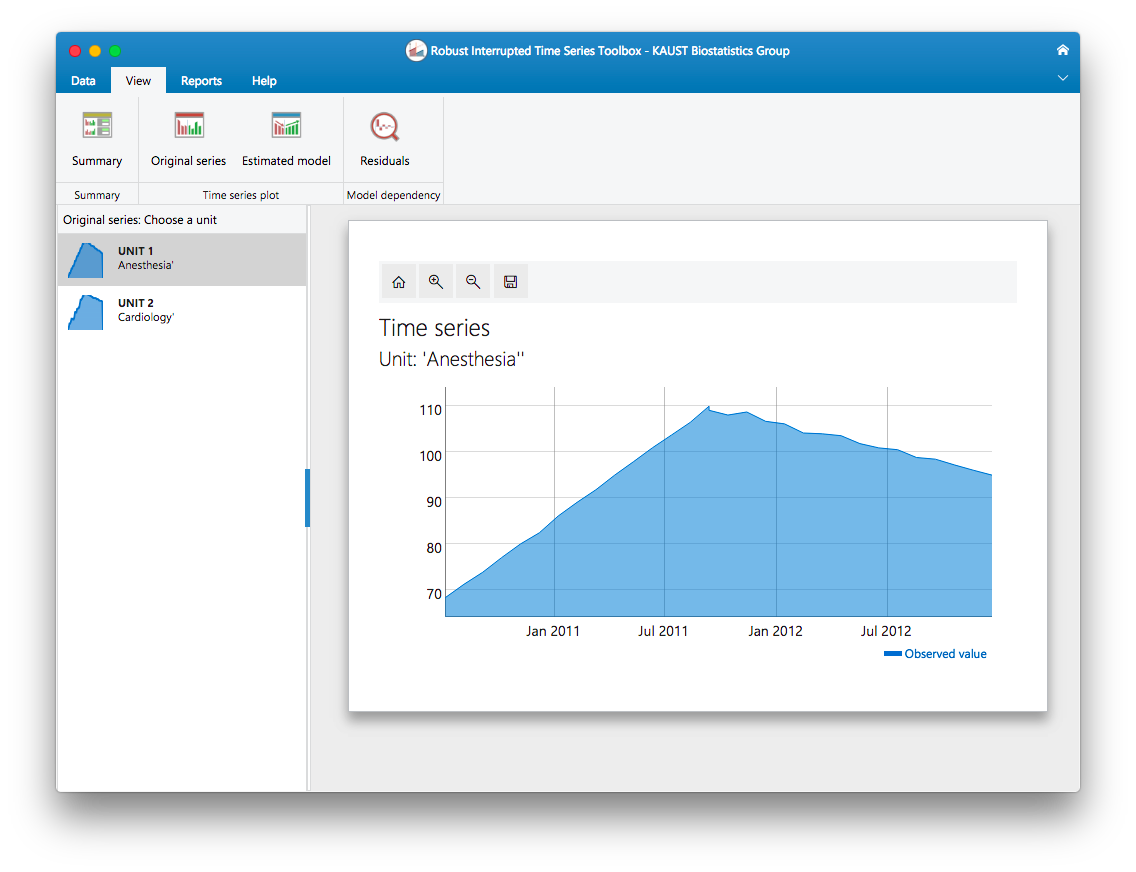 Robust Interrupted Time Series Toolbox - KAUST Biostatistics Group
Data View Reports Help
Summary Original series Estimated model Residuals
Summary Time series plot Model dependency
Original series: Choose a unit
UNIT 1
Anesthesia'
UNIT 2
Cardiology'
Time series
Unit: 'Anesthesia''
110
100
90
80
70
Jan 2011 Jul 2011 Jan 2012 Jul 2012
Observed value